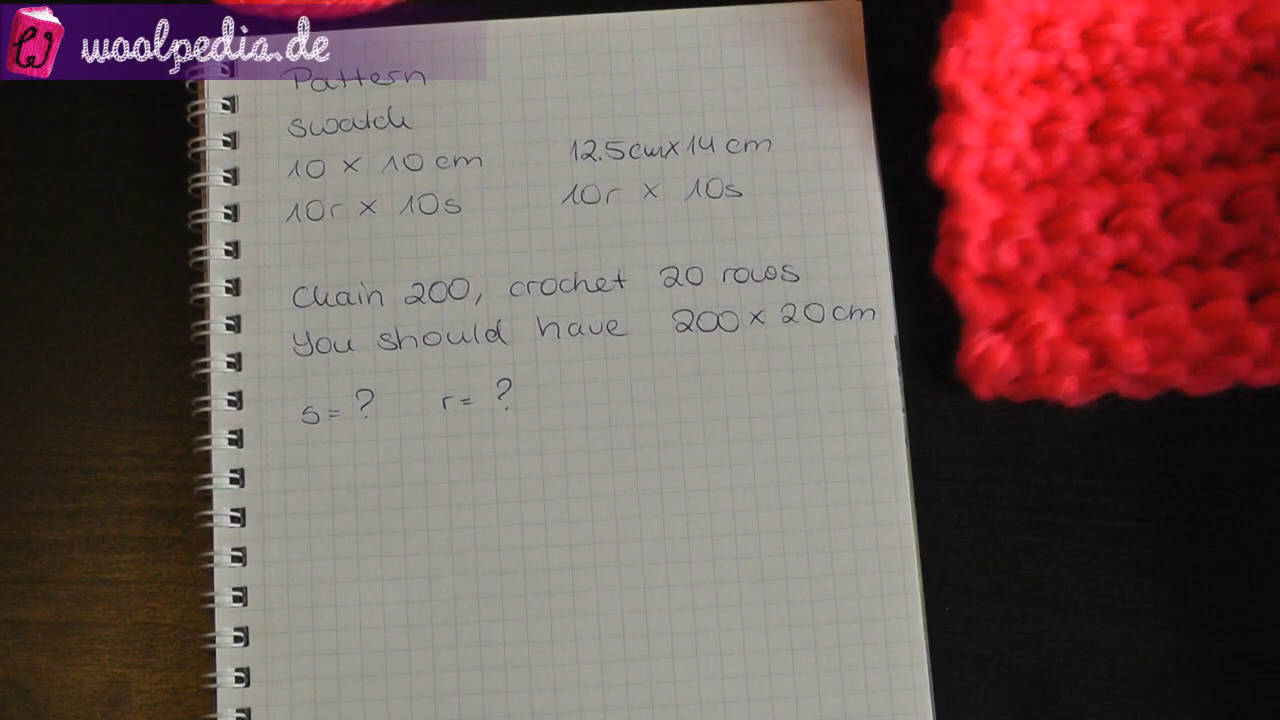 woolpedia.de
Pattern
swatch
10 x 10 cm 12.5cm x 14 cm
10r x 10s 10r x 10s
Chain 200, crochet 20 rows
You should have 200 x 20 cm
s = ? r = ?